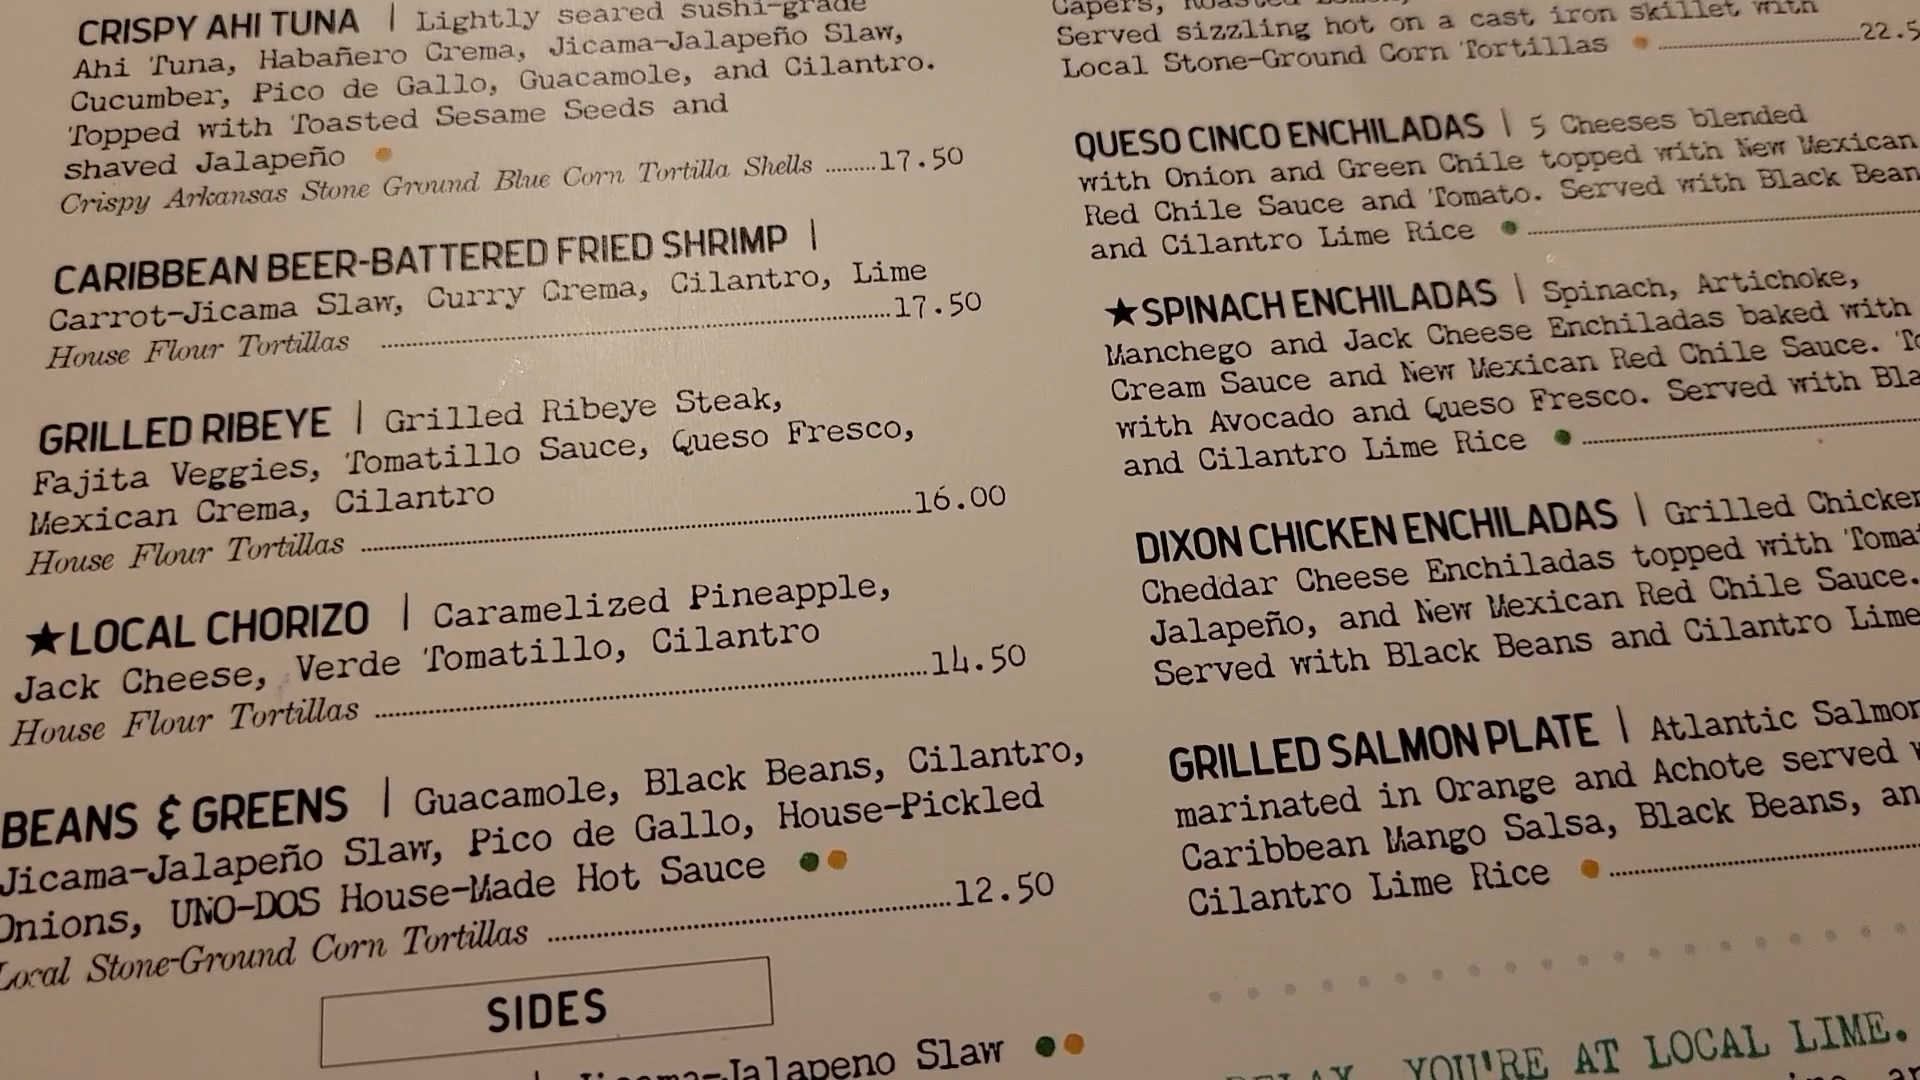 CRISPY AHI TUNA | Lightly seared sushi-grade
Ahi Tuna, Habañero Crema, Jicama-Jalapeño Slaw,
Cucumber, Pico de Gallo, Guacamole, and Cilantro.
Topped with Toasted Sesame Seeds and
shaved Jalapeño
Crispy Arkansas Stone Ground Blue Corn Tortilla Shells ........17.50
CARIBBEAN BEER-BATTERED FRIED SHRIMP |
Carrot-Jicama Slaw, Curry Crema, Cilantro, Lime
House Flour Tortillas ........17.50
GRILLED RIBEYE | Grilled Ribeye Steak,
Fajita Veggies, Tomatillo Sauce, Queso Fresco,
Mexican Crema, Cilantro
House Flour Tortillas ........16.00
★LOCAL CHORIZO | Caramelized Pineapple,
Jack Cheese, Verde Tomatillo, Cilantro
House Flour Tortillas ........14.50
BEANS & GREENS | Guacamole, Black Beans, Cilantro,
Jicama-Jalapeño Slaw, Pico de Gallo, House-Pickled
Onions, UNO-DOS House-Made Hot Sauce
Local Stone-Ground Corn Tortillas ........12.50
SIDES
Jalapeno Slaw
Capers, Roasted
Served sizzling hot on a cast iron skillet with
Local Stone-Ground Corn Tortillas ........22.5
QUESO CINCO ENCHILADAS | 5 Cheeses blended
with Onion and Green Chile topped with New Mexican
Red Chile Sauce and Tomato. Served with Black Bean
and Cilantro Lime Rice
★SPINACH ENCHILADAS | Spinach, Artichoke,
Manchego and Jack Cheese Enchiladas baked with
Cream Sauce and New Mexican Red Chile Sauce.
with Avocado and Queso Fresco. Served with
and Cilantro Lime Rice
DIXON CHICKEN ENCHILADAS | Grilled Chicken
Cheddar Cheese Enchiladas topped with
Jalapeño, and New Mexican Red Chile Sauce.
Served with Black Beans and Cilantro Lime
GRILLED SALMON PLATE | Atlantic Salmon
marinated in Orange and Achote served
Caribbean Mango Salsa, Black Beans,
Cilantro Lime Rice
YOU'RE AT LOCAL LIME.